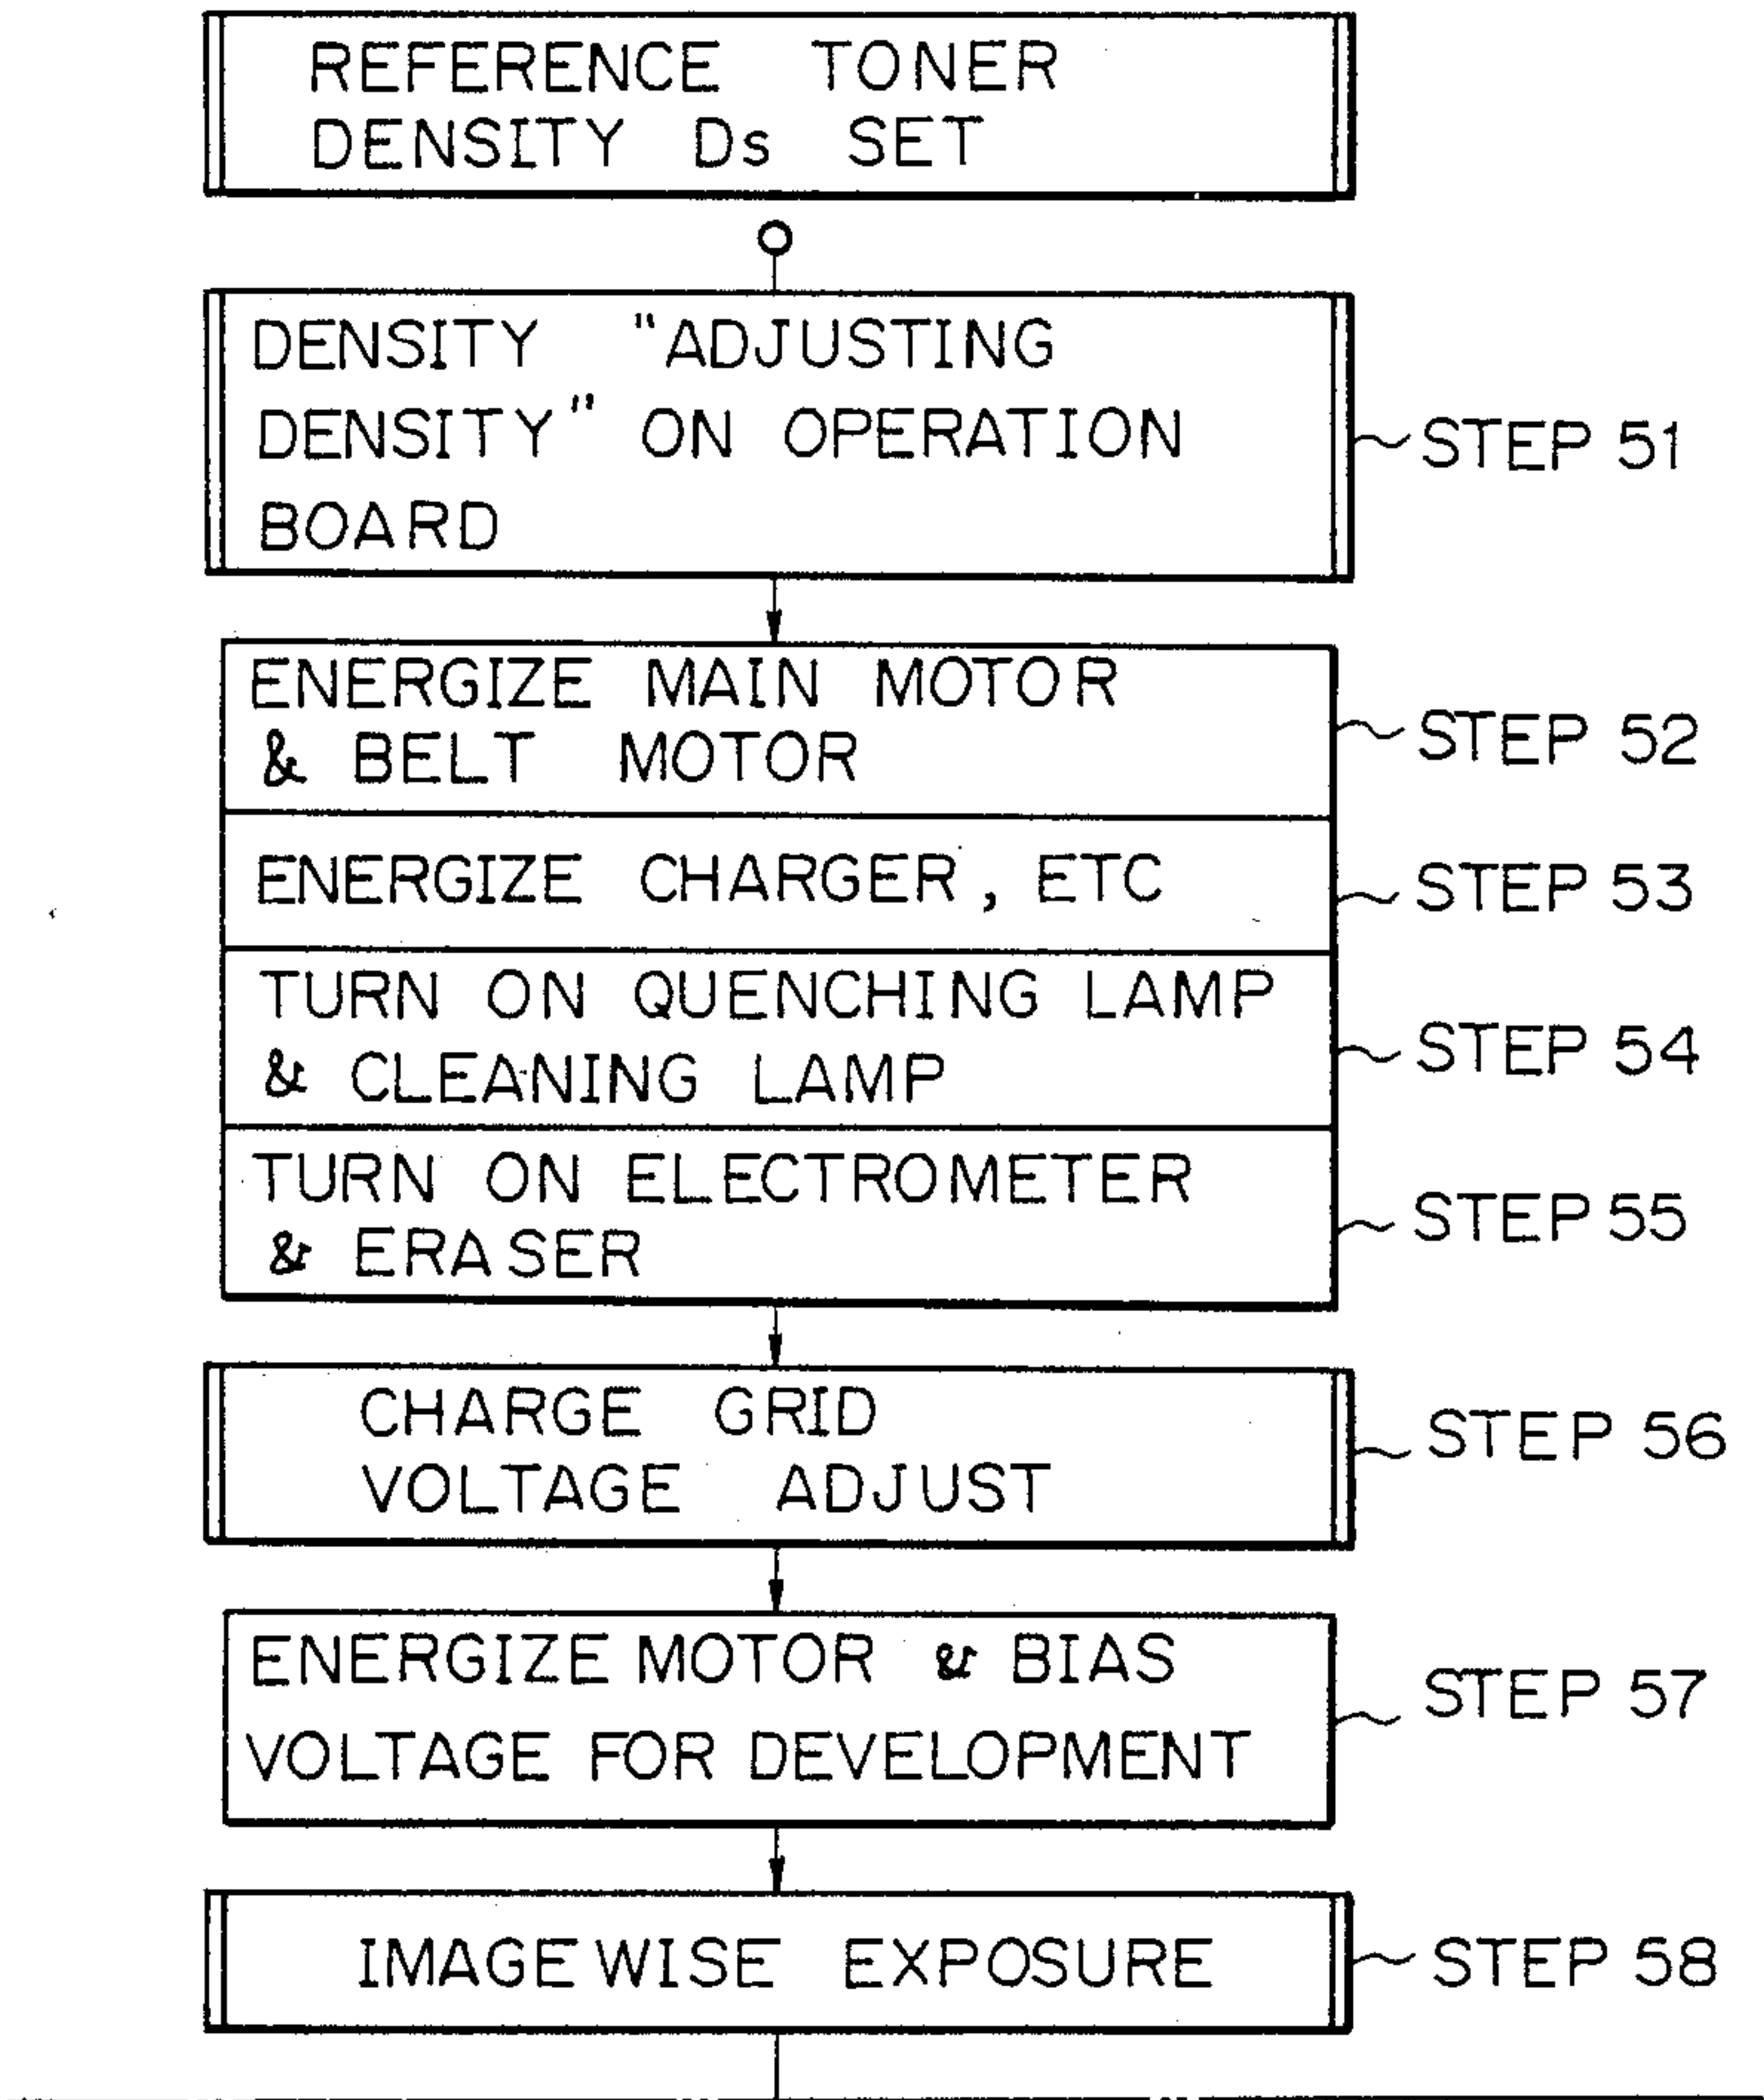 REFERENCE TONER
DENSITY Ds SET
DENSITY "ADJUSTING
DENSITY" ON OPERATION
BOARD
STEP 51
ENERGIZE MAIN MOTOR
& BELT MOTOR
STEP 52
ENERGIZE CHARGER, ETC
STEP 53
TURN ON QUENCHING LAMP
& CLEANING LAMP
STEP 54
TURN ON ELECTROMETER
& ERASER
STEP 55
CHARGE GRID
VOLTAGE ADJUST
STEP 56
ENERGIZE MOTOR & BIAS
VOLTAGE FOR DEVELOPMENT
STEP 57
IMAGEWISE EXPOSURE
STEP 58